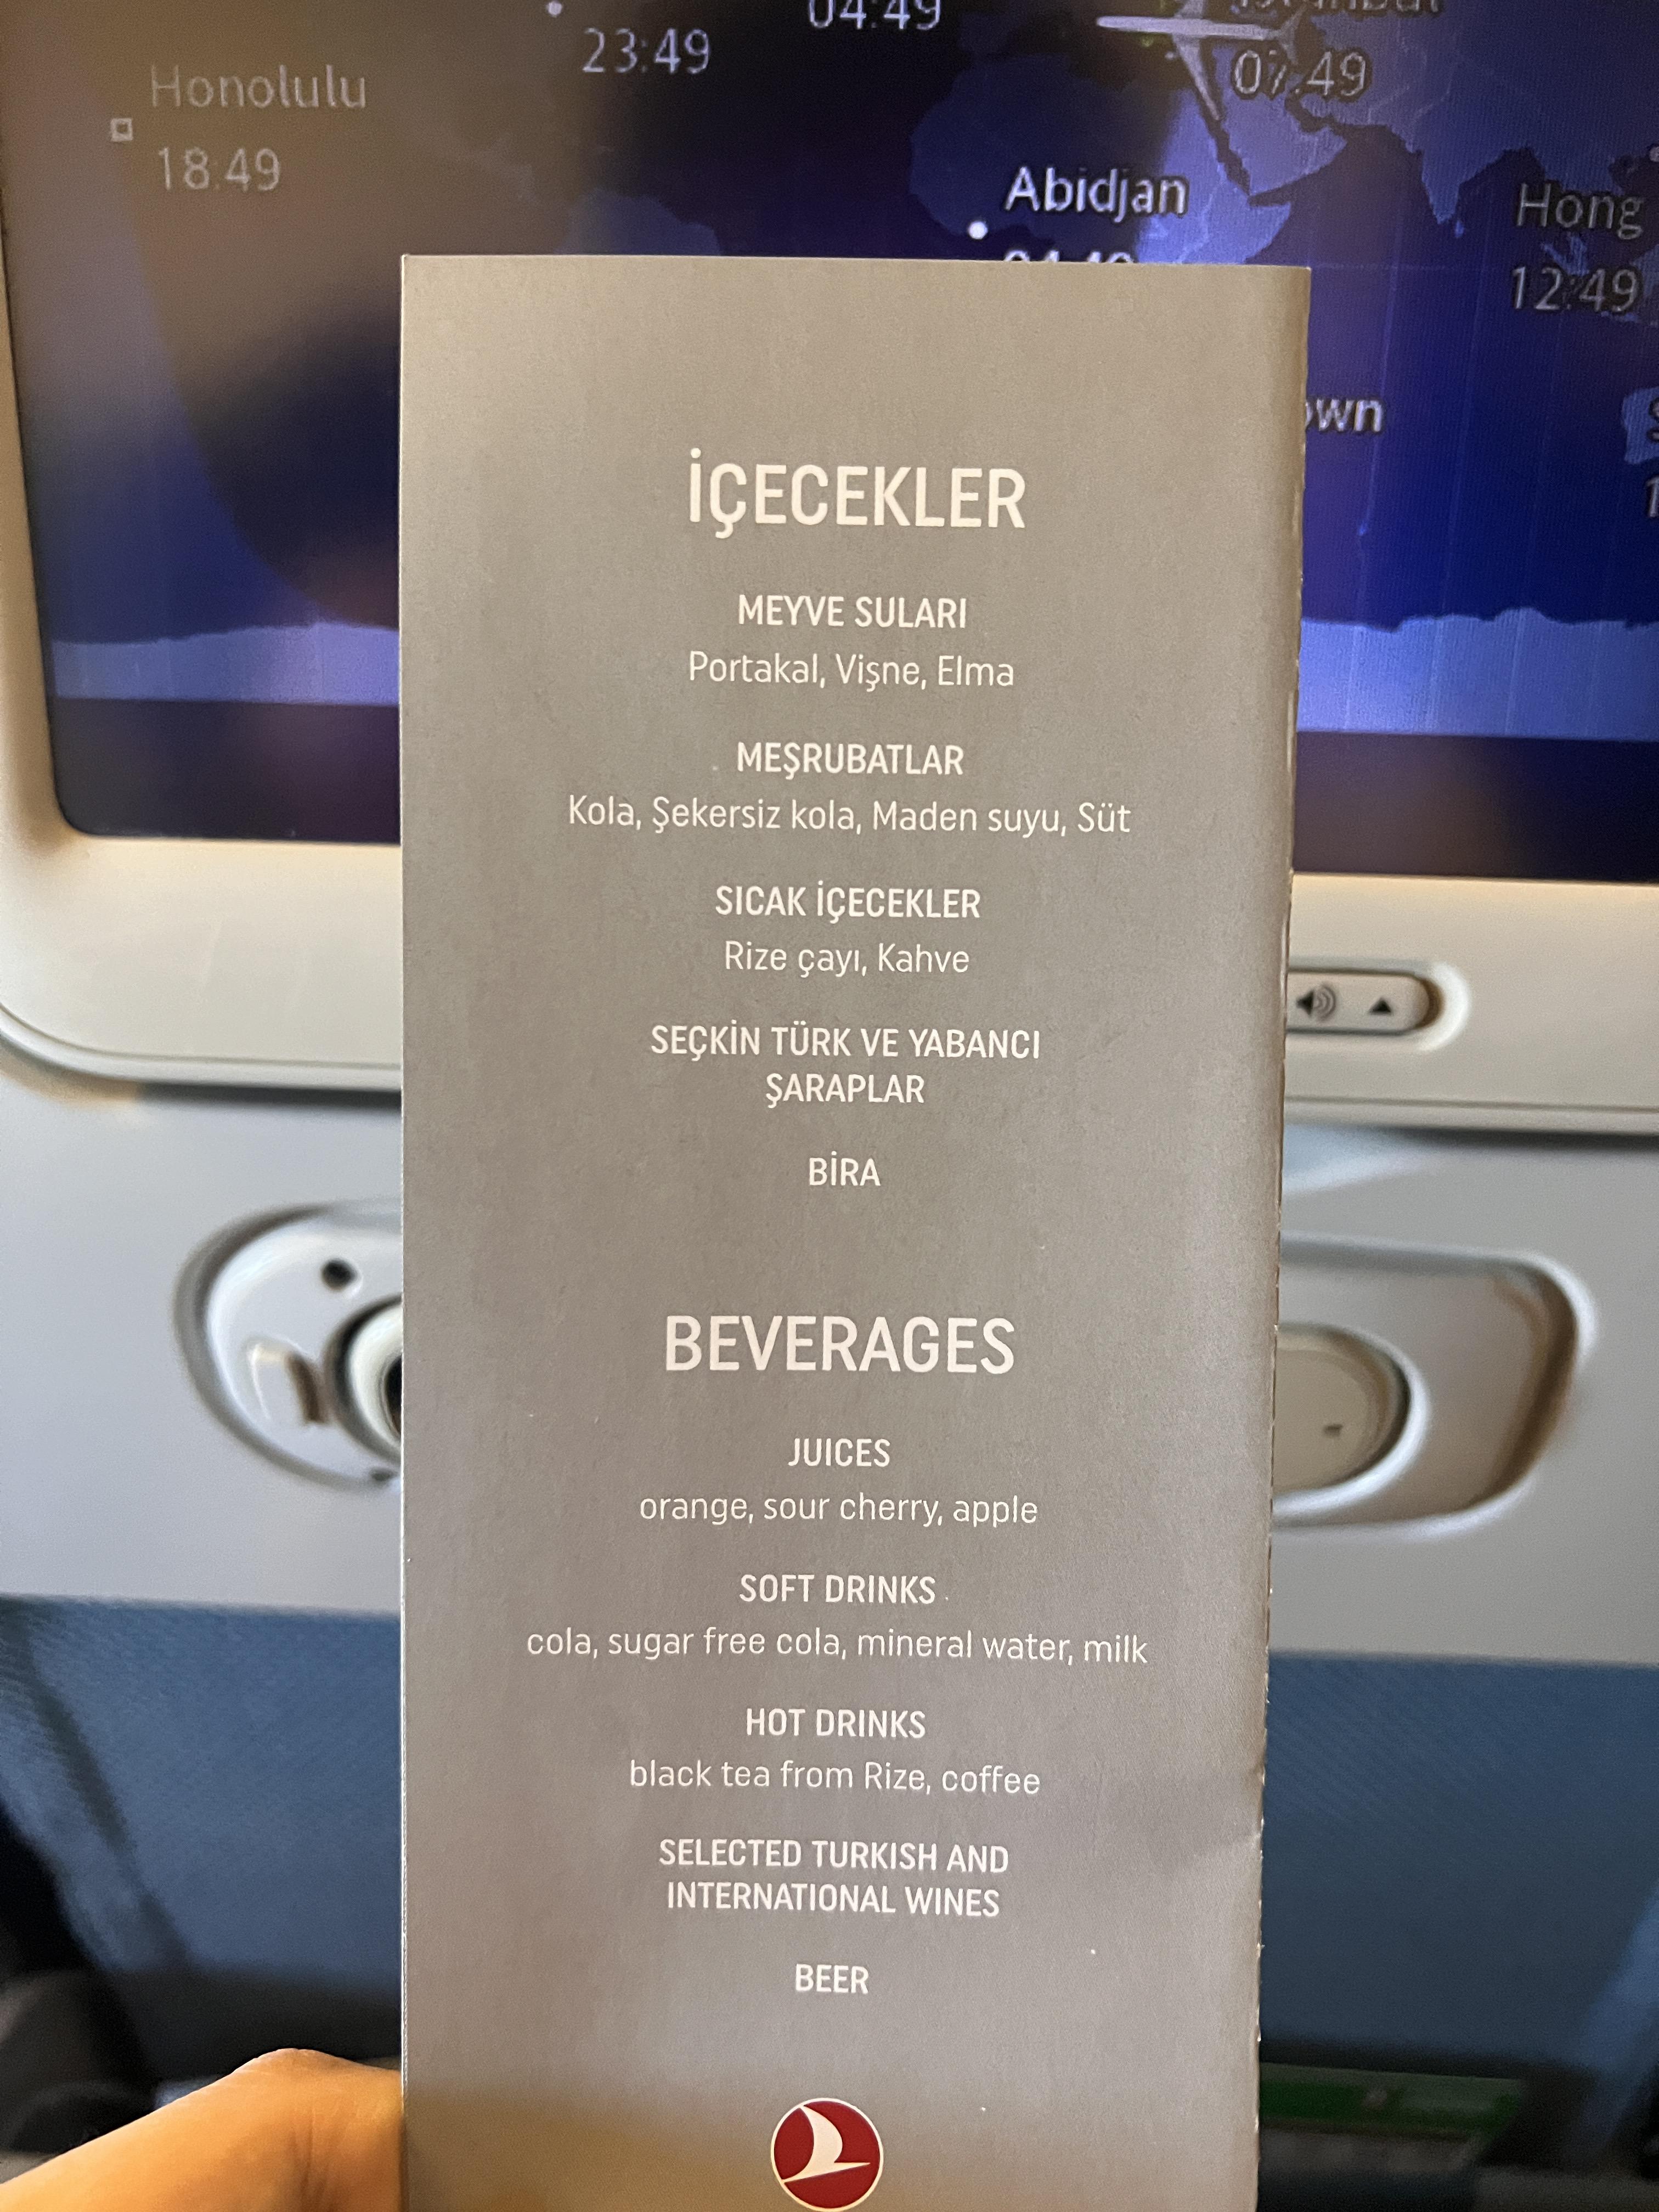 04:49
23:49
07:49
Honolulu
18:49
Abidjan
Hong
12:49
İÇECEKLER
MEYVE SULARI
Portakal, Vişne, Elma
MEŞRUBATLAR
Kola, Şekersiz kola, Maden suyu, Süt
SICAK İÇECEKLER
Rize çayı, Kahve
SEÇKİN TÜRK VE YABANCI
ŞARAPLAR
BİRA
BEVERAGES
JUICES
orange, sour cherry, apple
SOFT DRINKS
cola, sugar free cola, mineral water, milk
HOT DRINKS
black tea from Rize, coffee
SELECTED TURKISH AND
INTERNATIONAL WINES
BEER